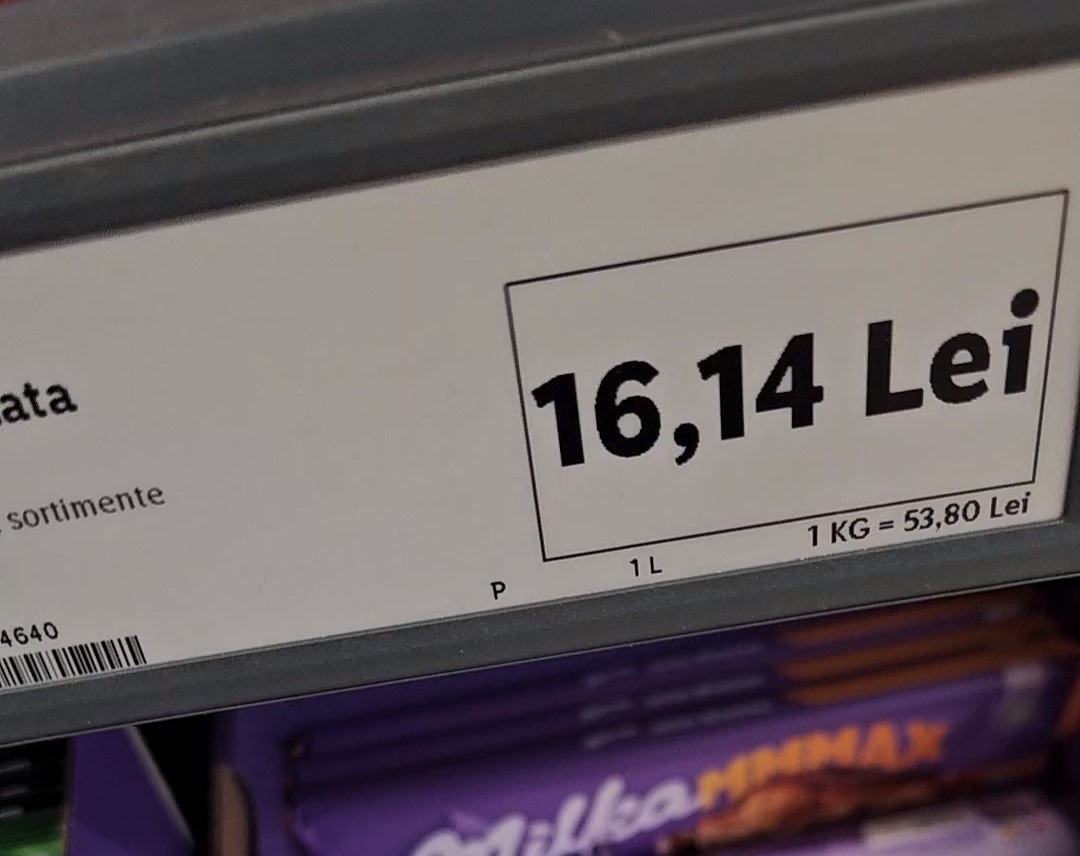 ata
16,14 Lei
sortimente
1 KG = 53,80 Lei
P 1 L
4640
Milka MMMAX